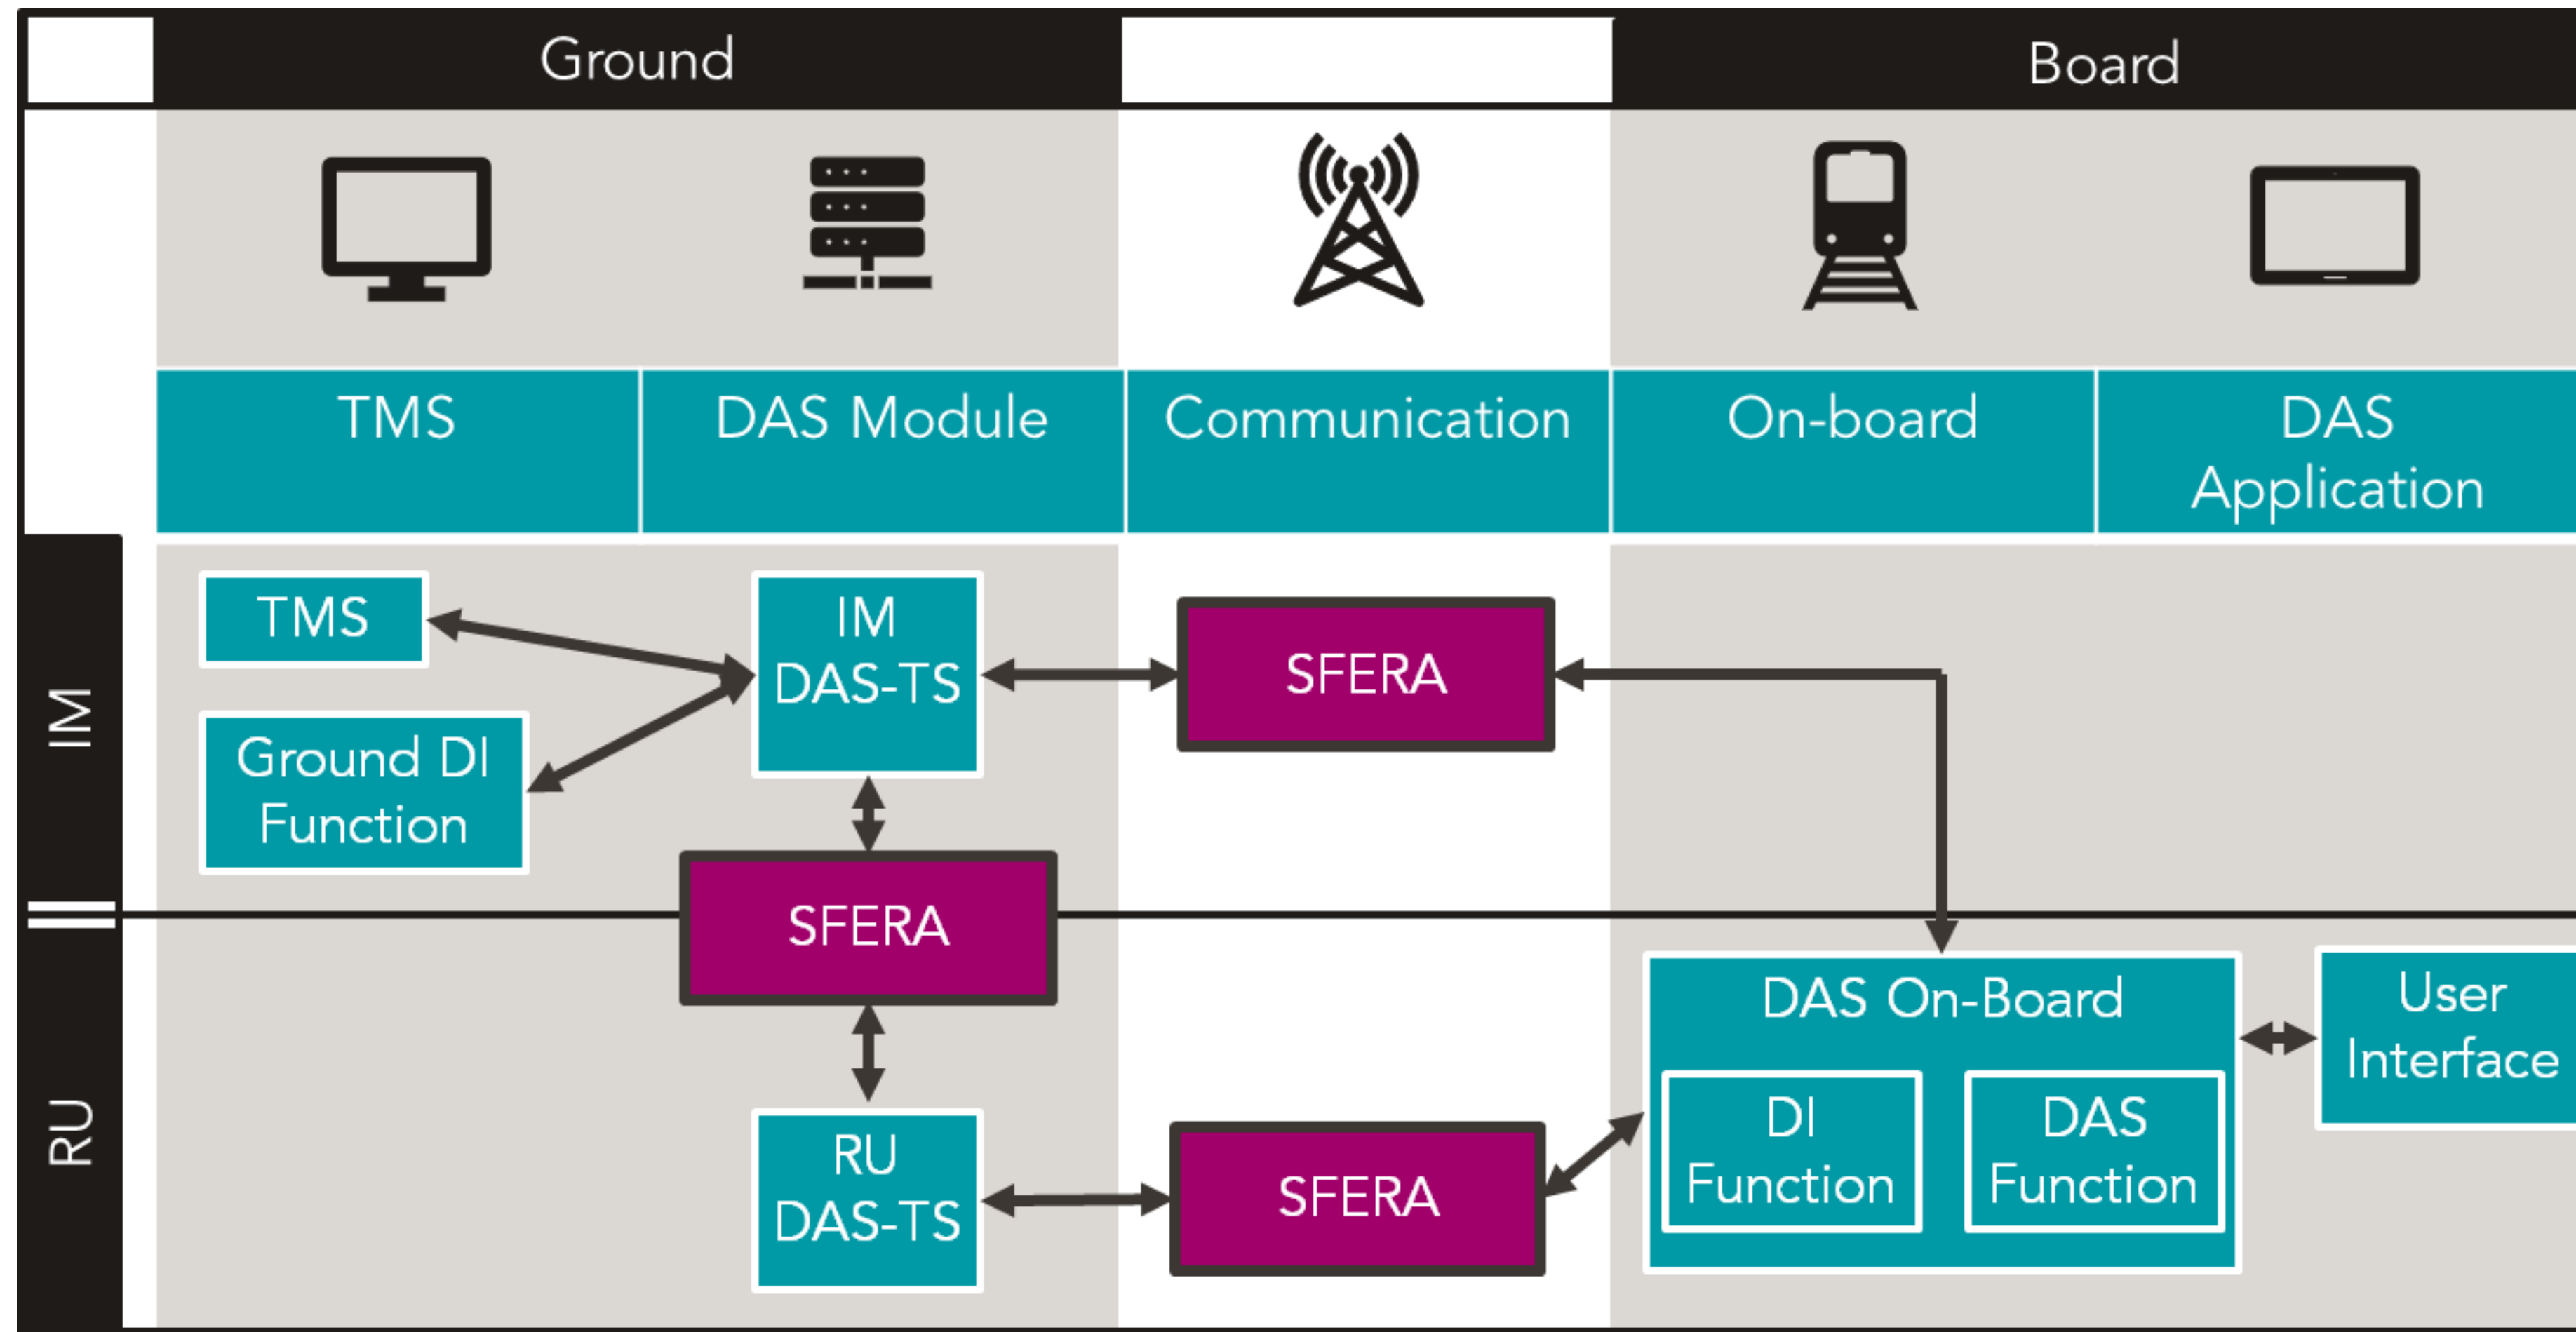 Ground
Board
TMS
DAS Module
Communication
On-board
DAS
Application
IM
TMS
IM
DAS-TS
SFERA
Ground DI
Function
SFERA
RU
DAS On-Board
User
Interface
DI
Function
DAS
Function
RU
DAS-TS
SFERA